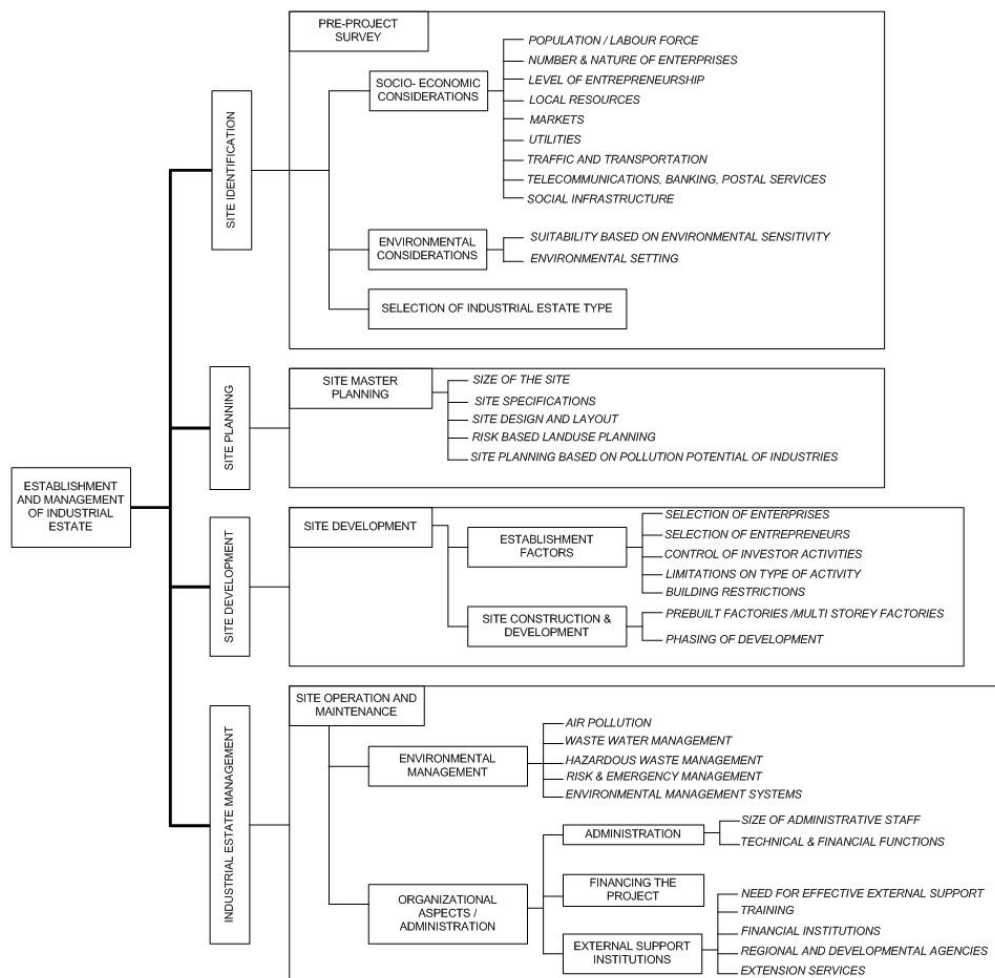 PRE-PROJECT
SURVEY
POPULATION / LABOUR FORCE
NUMBER & NATURE OF ENTERPRISES
LEVEL OF ENTREPRENEURSHIP
SOCIO- ECONOMIC
CONSIDERATIONS
LOCAL RESOURCES
MARKETS
UTILITIES
TRAFFIC AND TRANSPORTATION
TELECOMMUNICATIONS, BANKING, POSTAL SERVICES
SOCIAL INFRASTRUCTURE
SITE IDENTIFICATION
ENVIRONMENTAL
CONSIDERATIONS
SUITABILITY BASED ON ENVIRONMENTAL SENSITIVITY
ENVIRONMENTAL SETTING
SELECTION OF INDUSTRIAL ESTATE TYPE
SITE PLANNING
SITE MASTER
PLANNING
SIZE OF THE SITE
SITE SPECIFICATIONS
SITE DESIGN AND LAYOUT
RISK BASED LANDUSE PLANNING
SITE PLANNING BASED ON POLLUTION POTENTIAL OF INDUSTRIES
ESTABLISHMENT
AND MANAGEMENT
OF INDUSTRIAL
ESTATE
SITE DEVELOPMENT
SITE DEVELOPMENT
ESTABLISHMENT
FACTORS
SELECTION OF ENTERPRISES
SELECTION OF ENTREPRENEURS
CONTROL OF INVESTOR ACTIVITIES
LIMITATIONS ON TYPE OF ACTIVITY
BUILDING RESTRICTIONS
SITE CONSTRUCTION &
DEVELOPMENT
PREBUILT FACTORIES /MULTI STOREY FACTORIES
PHASING OF DEVELOPMENT
INDUSTRIAL ESTATE MANAGEMENT
SITE OPERATION AND
MAINTENANCE
ENVIRONMENTAL
MANAGEMENT
AIR POLLUTION
WASTE WATER MANAGEMENT
HAZARDOUS WASTE MANAGEMENT
RISK & EMERGENCY MANAGEMENT
ENVIRONMENTAL MANAGEMENT SYSTEMS
ORGANIZATIONAL
ASPECTS /
ADMINISTRATION
ADMINISTRATION
SIZE OF ADMINISTRATIVE STAFF
TECHNICAL & FINANCIAL FUNCTIONS
FINANCING THE
PROJECT
EXTERNAL SUPPORT
INSTITUTIONS
NEED FOR EFFECTIVE EXTERNAL SUPPORT
TRAINING
FINANCIAL INSTITUTIONS
REGIONAL AND DEVELOPMENTAL AGENCIES
EXTENSION SERVICES